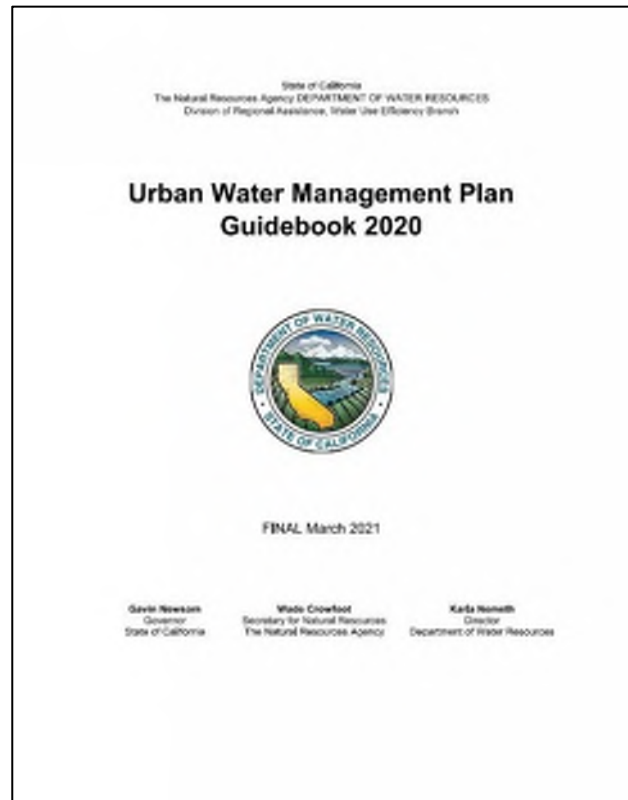 State of California
The Natural Resources Agency DEPARTMENT OF WATER RESOURCES
Division of Regional Assistance, Water Use Efficiency Branch
Urban Water Management Plan
Guidebook 2020
DEPARTMENT OF WATER RESOURCES
STATE OF CALIFORNIA
FINAL March 2021
Gavin Newsom Wade Crowfoot Karla Nemeth
Governor Secretary for Natural Resources Director
State of California The Natural Resources Agency Department of Water Resources